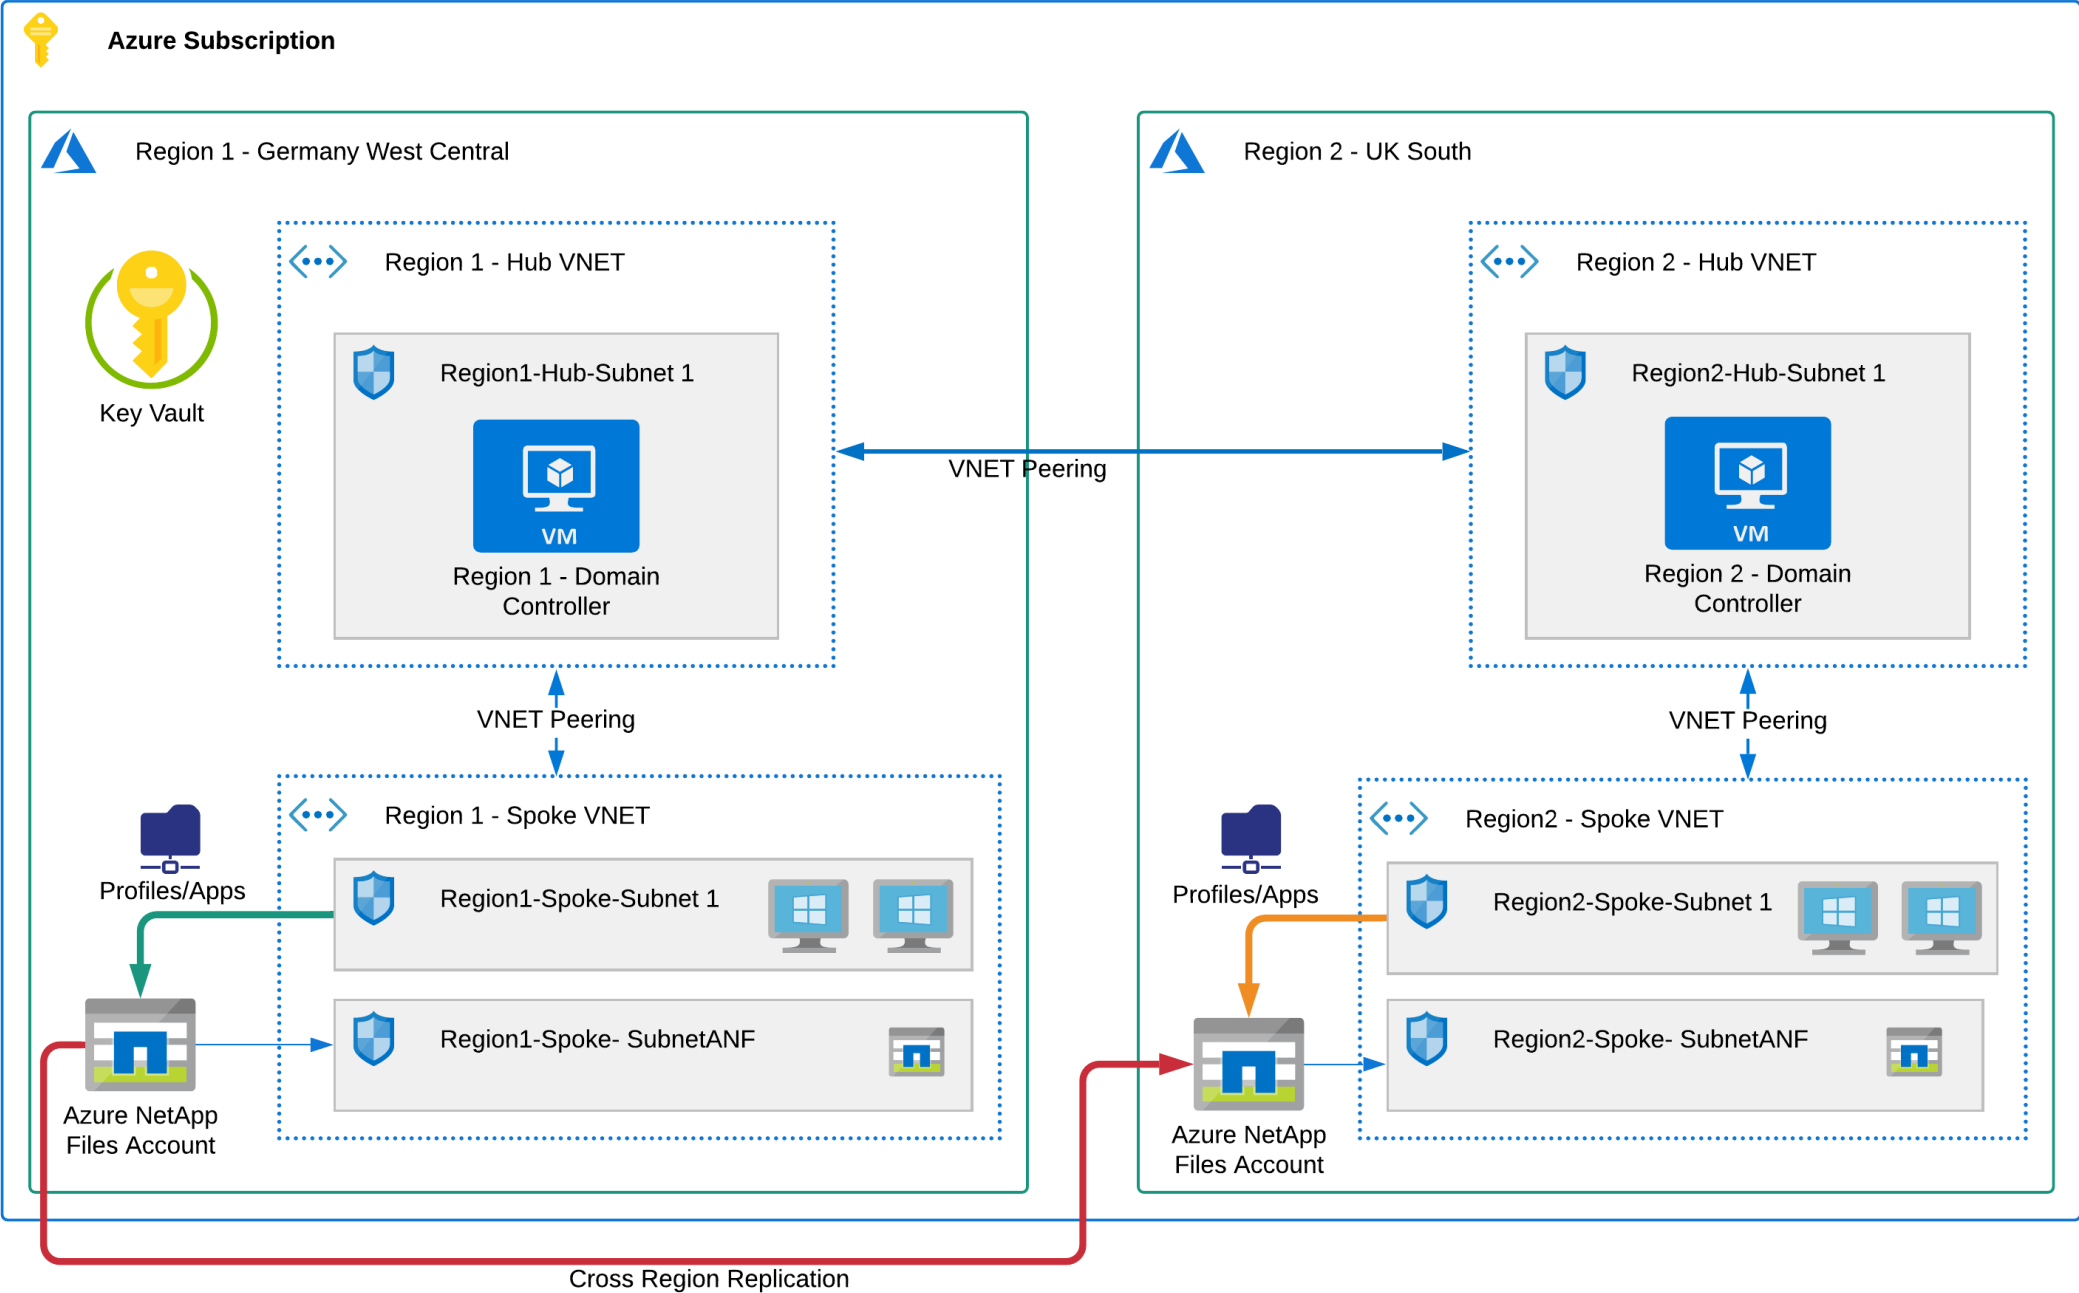 Azure Subscription
Region 1 - Germany West Central
Key Vault
Region 1 - Hub VNET
Region1-Hub-Subnet 1
VM
Region 1 - Domain
Controller
VNET Peering
Region 1 - Spoke VNET
Region1-Spoke-Subnet 1
Region1-Spoke- SubnetANF
Profiles/Apps
Azure NetApp
Files Account
VNET Peering
Region 2 - UK South
Region 2 - Hub VNET
Region2-Hub-Subnet 1
VM
Region 2 - Domain
Controller
VNET Peering
Region2 - Spoke VNET
Region2-Spoke-Subnet 1
Region2-Spoke- SubnetANF
Profiles/Apps
Azure NetApp
Files Account
Cross Region Replication